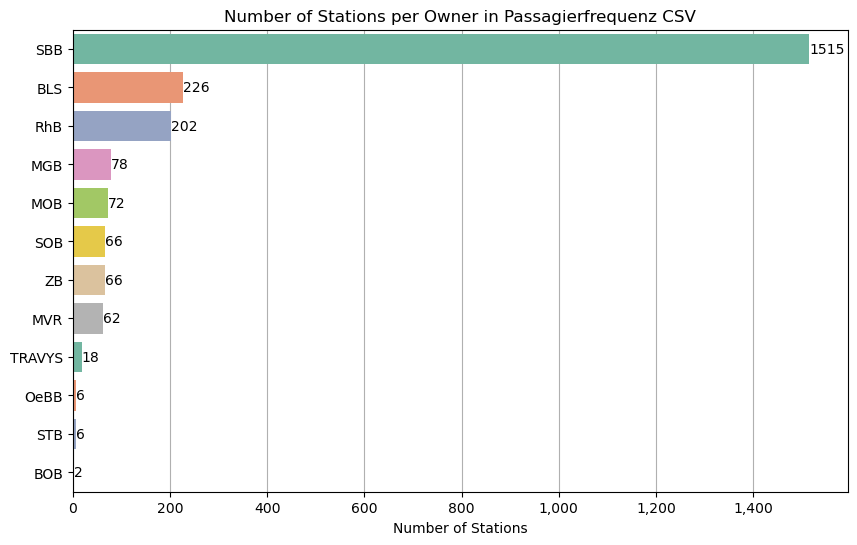 Number of Stations per Owner in Passagierfrequenz CSV
SBB 1515
BLS 226
RhB 202
MGB 78
MOB 72
SOB 66
ZB 66
MVR 62
TRAVYS 18
OeBB 6
STB 6
BOB 2
0 200 400 600 800 1,000 1,200 1,400
Number of Stations